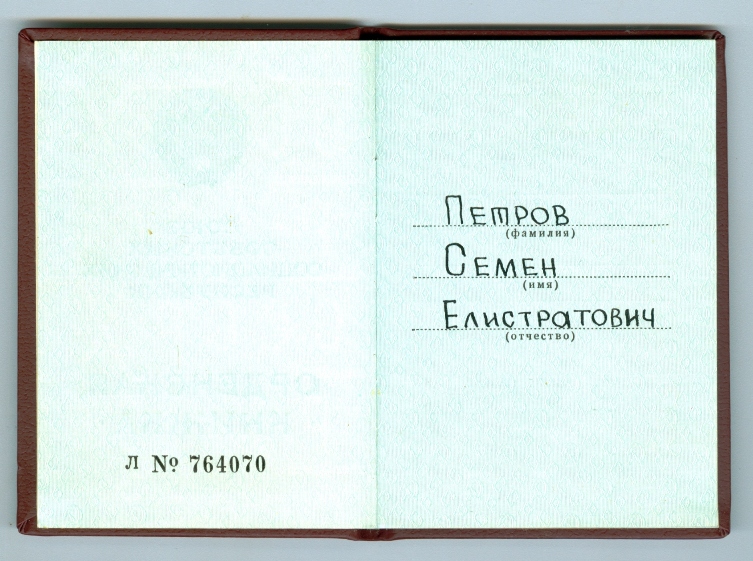 Л № 764070
Петров
(фамилия)
Семен
(имя)
Елистратович
(отчество)